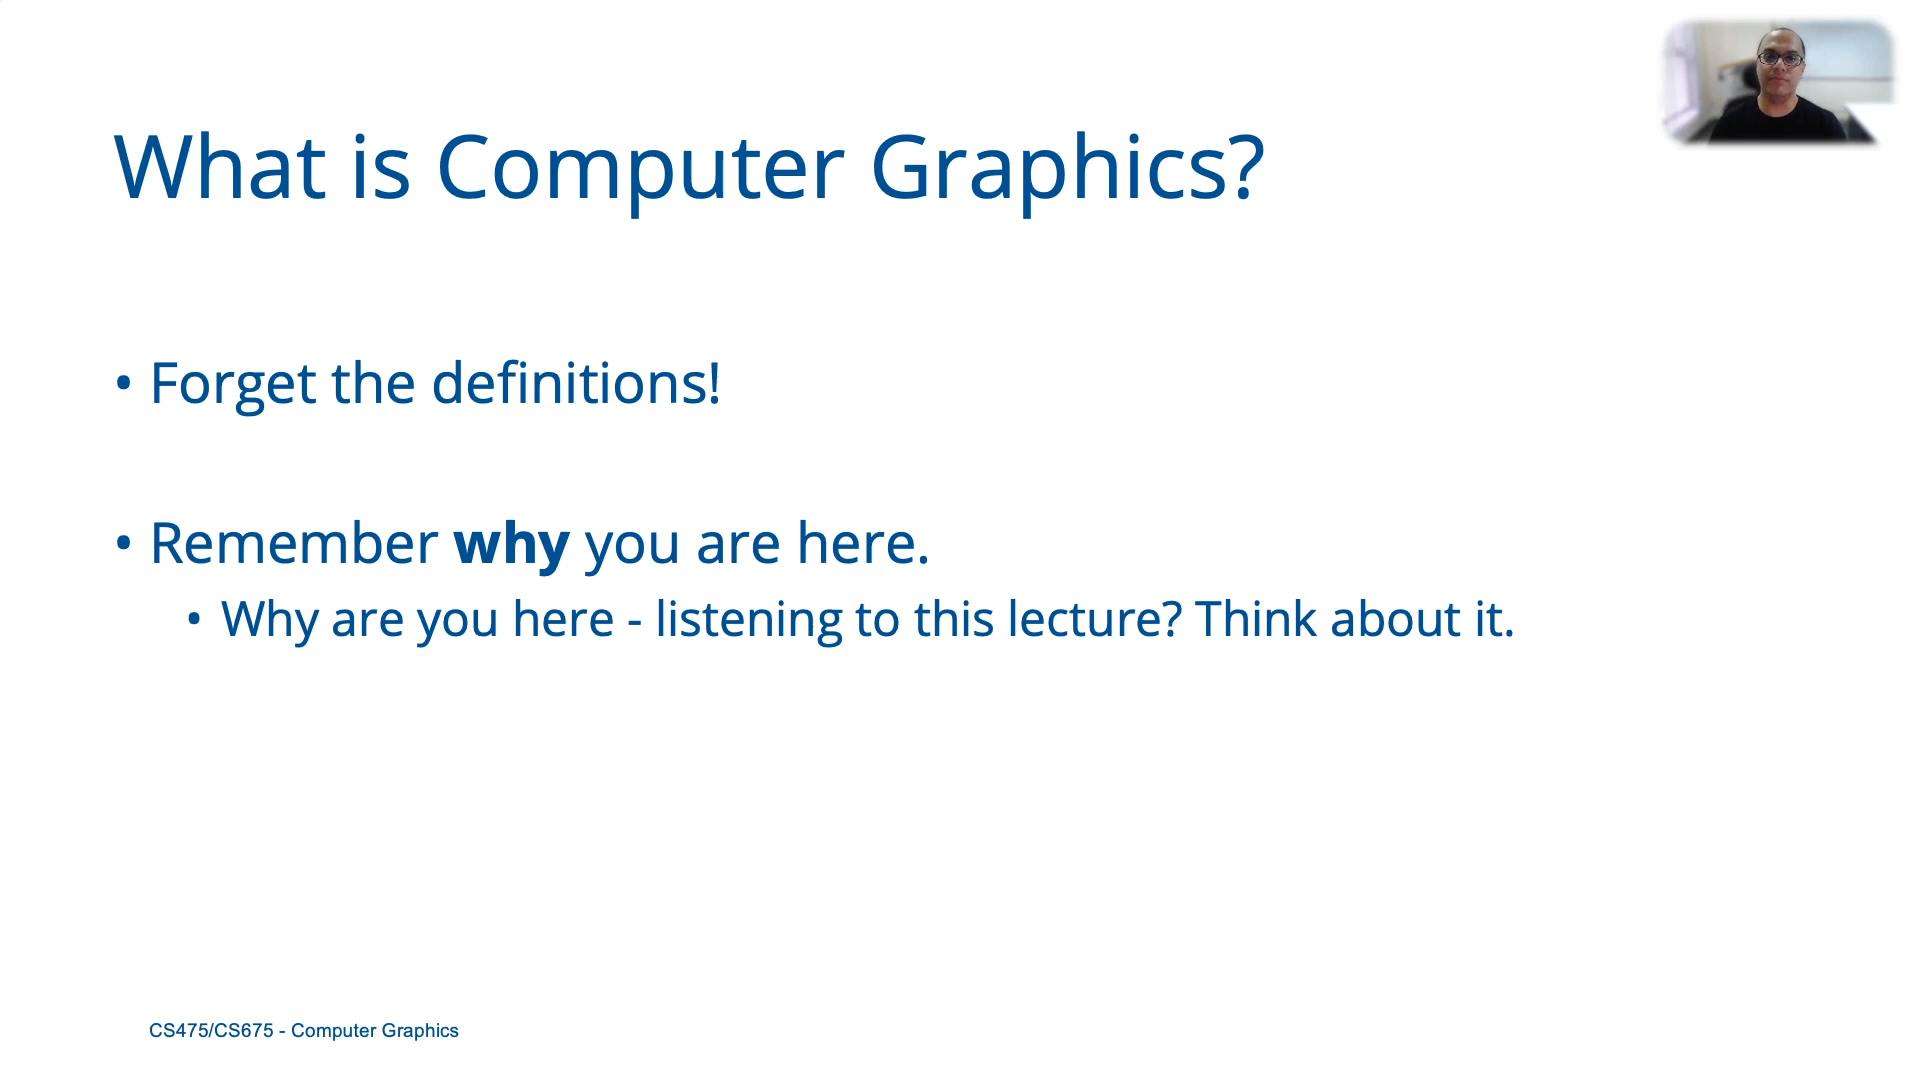 What is Computer Graphics?
• Forget the definitions!
• Remember why you are here.
• Why are you here - listening to this lecture? Think about it.
CS475/CS675 - Computer Graphics